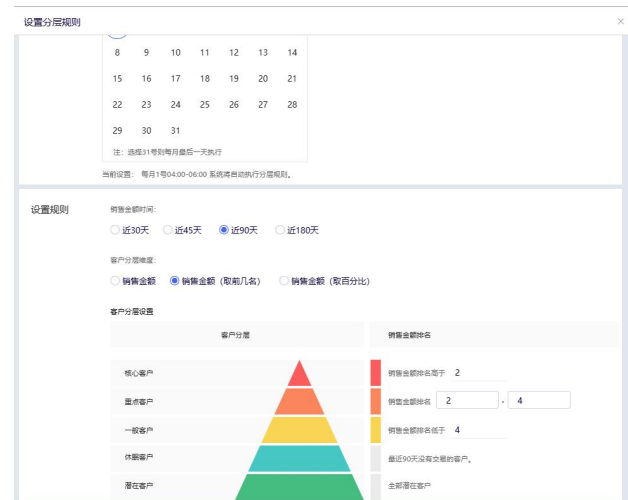 设置分层规则
8 9 10 11 12 13 14
15 16 17 18 19 20 21
22 23 24 25 26 27 28
29 30 31
注：选择31号则每月最后一天执行
当前设置： 每月1号04:00-06:00 系统将自动执行分层规则。
设置规则
销售金额时间：
近30天 近45天 近90天 近180天
客户分层维度：
销售金额 销售金额（取前几名） 销售金额（取百分比）
客户分层设置
客户分层 销售金额排名
核心客户 销售金额排名高于 2
重点客户 销售金额排名 2 - 4
一般客户 销售金额排名低于 4
休眠客户 最近90天没有交易的客户。
潜在客户 全部潜在客户